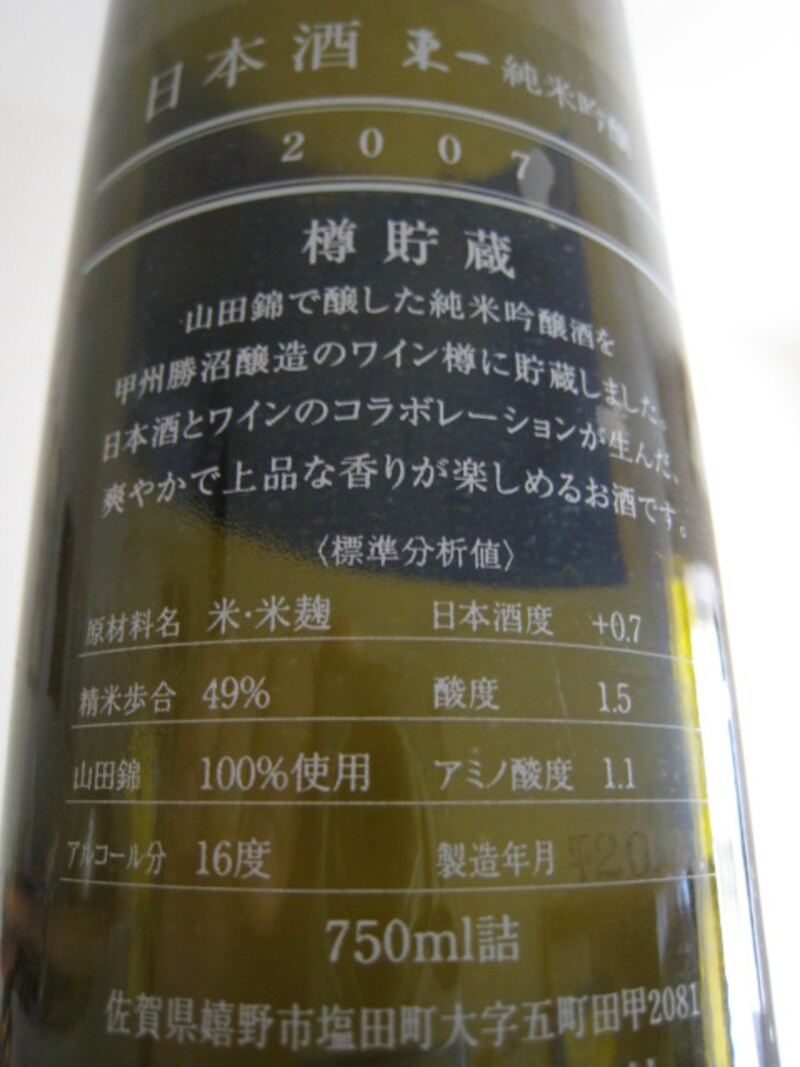 日本酒 東一 純米吟醸
2007
樽貯蔵
山田錦で醸した純米吟醸酒を
甲州勝沼醸造のワイン樽に貯蔵しました。
日本酒とワインのコラボレーションが生んだ、
爽やかで上品な香りが楽しめるお酒です。
〈標準分析値〉
原材料名 米・米麹 日本酒度 +0.7
精米歩合 49% 酸度 1.5
山田錦 100%使用 アミノ酸度 1.1
アルコール分 16度 製造年月
750ml詰
佐賀県嬉野市塩田町大字五町田甲2081